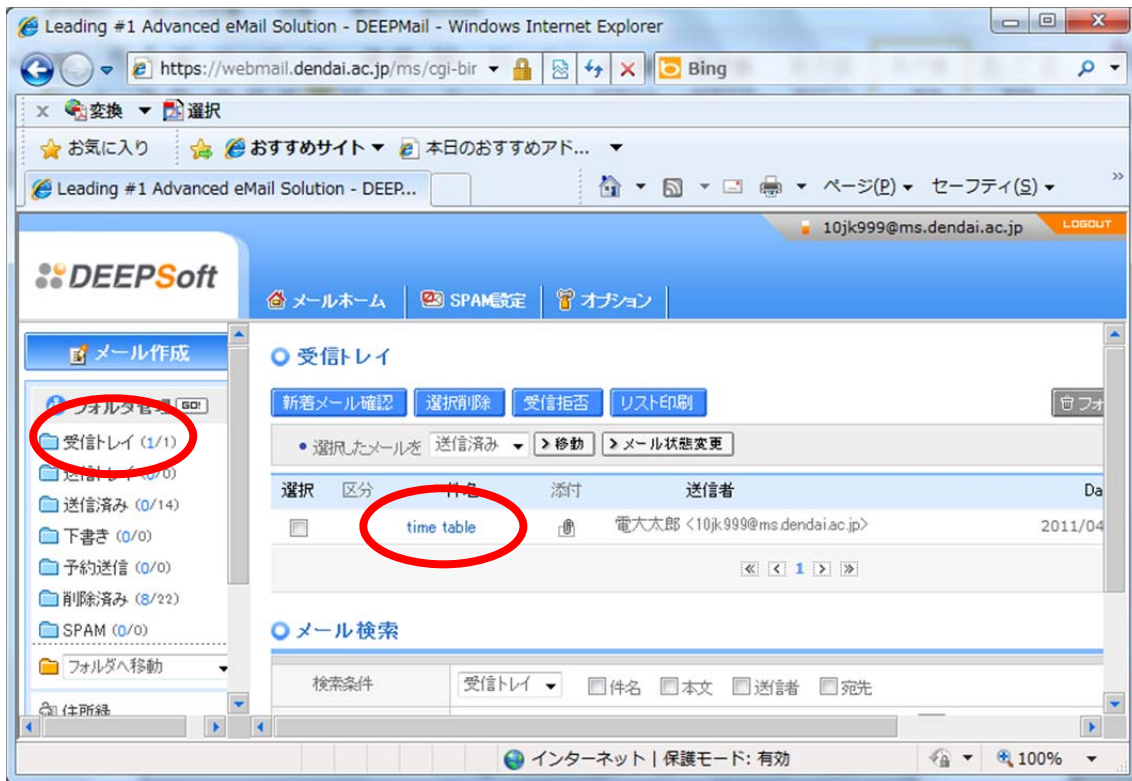 Leading #1 Advanced eMail Solution - DEEPMail - Windows Internet Explorer
https://webmail.dendai.ac.jp/ms/cgi-bir
Bing
x 変換 ▼ 選択
お気に入り おすすめサイト ▼ 本日のおすすめアド... ▼
Leading #1 Advanced eMail Solution - DEEP...
ページ(P) ▼ セーフティ(S) ▼ »
10jk999@ms.dendai.ac.jp LOGOUT
DEEPSoft
メールホーム SPAM設定 オプション
メール作成
フォルダ管理 GO!
受信トレイ (1/1)
送信トレイ (0/0)
送信済み (0/14)
下書き (0/0)
予約送信 (0/0)
削除済み (8/22)
SPAM (0/0)
フォルダへ移動
住所録
受信トレイ
新着メール確認 選択削除 受信拒否 リスト印刷 フォ
選択したメールを 送信済み 移動 メール状態変更
選択 区分 件名 添付 送信者 Da
time table 電大太郎 <10jk999@ms.dendai.ac.jp> 2011/04
1
メール検索
検索条件 受信トレイ 件名 本文 送信者 宛先
インターネット | 保護モード: 有効 100%